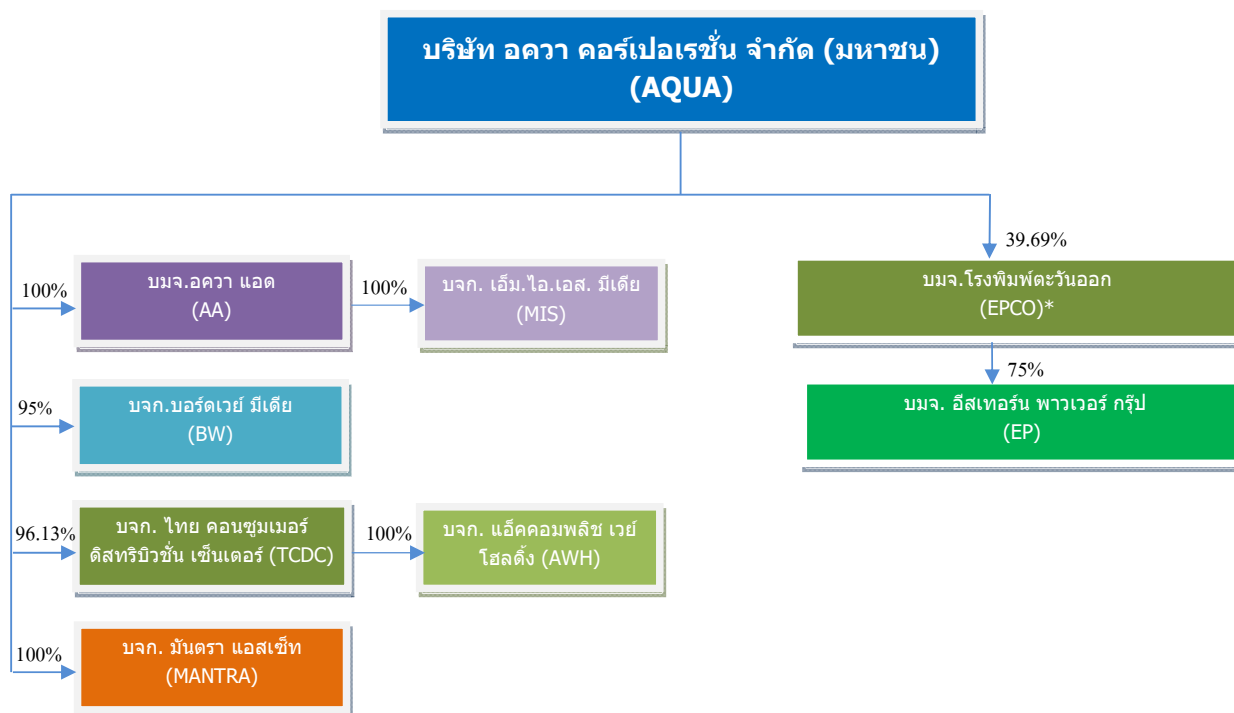 บริษัท อควา คอร์เปอเรชั่น จำกัด (มหาชน)
(AQUA)
39.69%
100%
บมจ.อควา แอด
(AA)
100%
บจก. เอ็ม.ไอ.เอส. มีเดีย
(MIS)
บมจ.โรงพิมพ์ตะวันออก
(EPCO)*
75%
95%
บจก.บอร์ดเวย์ มีเดีย
(BW)
บมจ. อีสเทอร์น พาวเวอร์ กรุ๊ป
(EP)
96.13%
บจก. ไทย คอนซูมเมอร์
ดิสทริบิวชั่น เซ็นเตอร์ (TCDC)
100%
บจก. แอ็คคอมพลิช เวย์
โฮลดิ้ง (AWH)
100%
บจก. มันตรา แอสเซ็ท
(MANTRA)